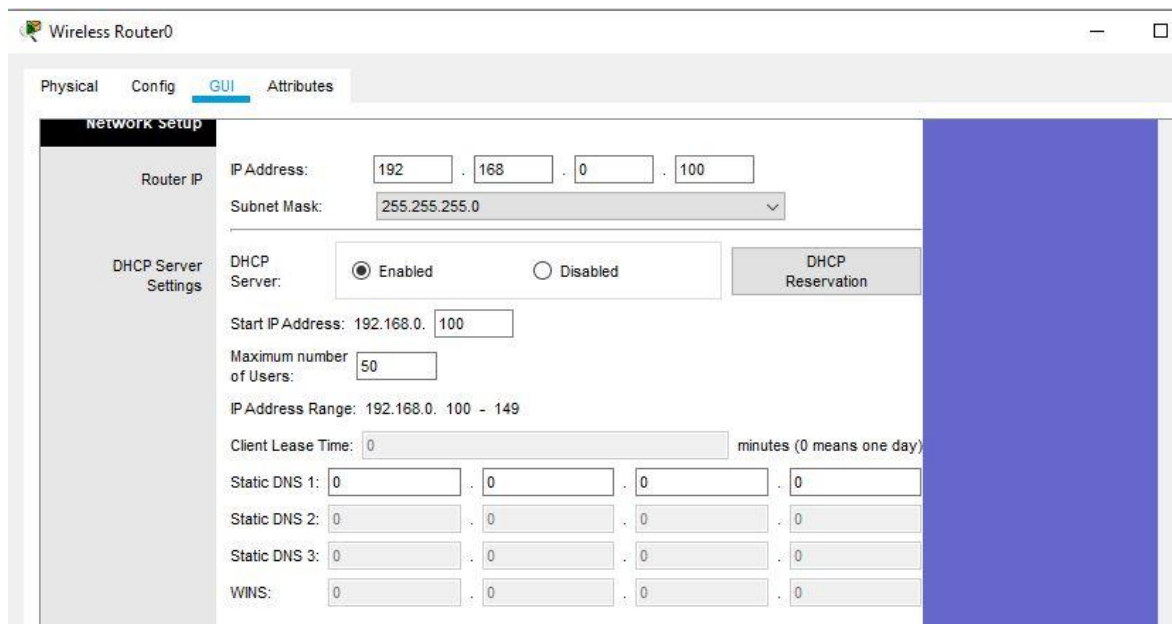 Wireless Router0
Physical Config GUI Attributes
Network Setup
Router IP
IP Address: 192 . 168 . 0 . 100
Subnet Mask: 255.255.255.0
DHCP Server
Settings
DHCP
Server:
Enabled Disabled
DHCP
Reservation
Start IP Address: 192.168.0. 100
Maximum number
of Users: 50
IP Address Range: 192.168.0. 100 - 149
Client Lease Time: 0 minutes (0 means one day)
Static DNS 1: 0 . 0 . 0 . 0
Static DNS 2: 0 . 0 . 0 . 0
Static DNS 3: 0 . 0 . 0 . 0
WINS: 0 . 0 . 0 . 0